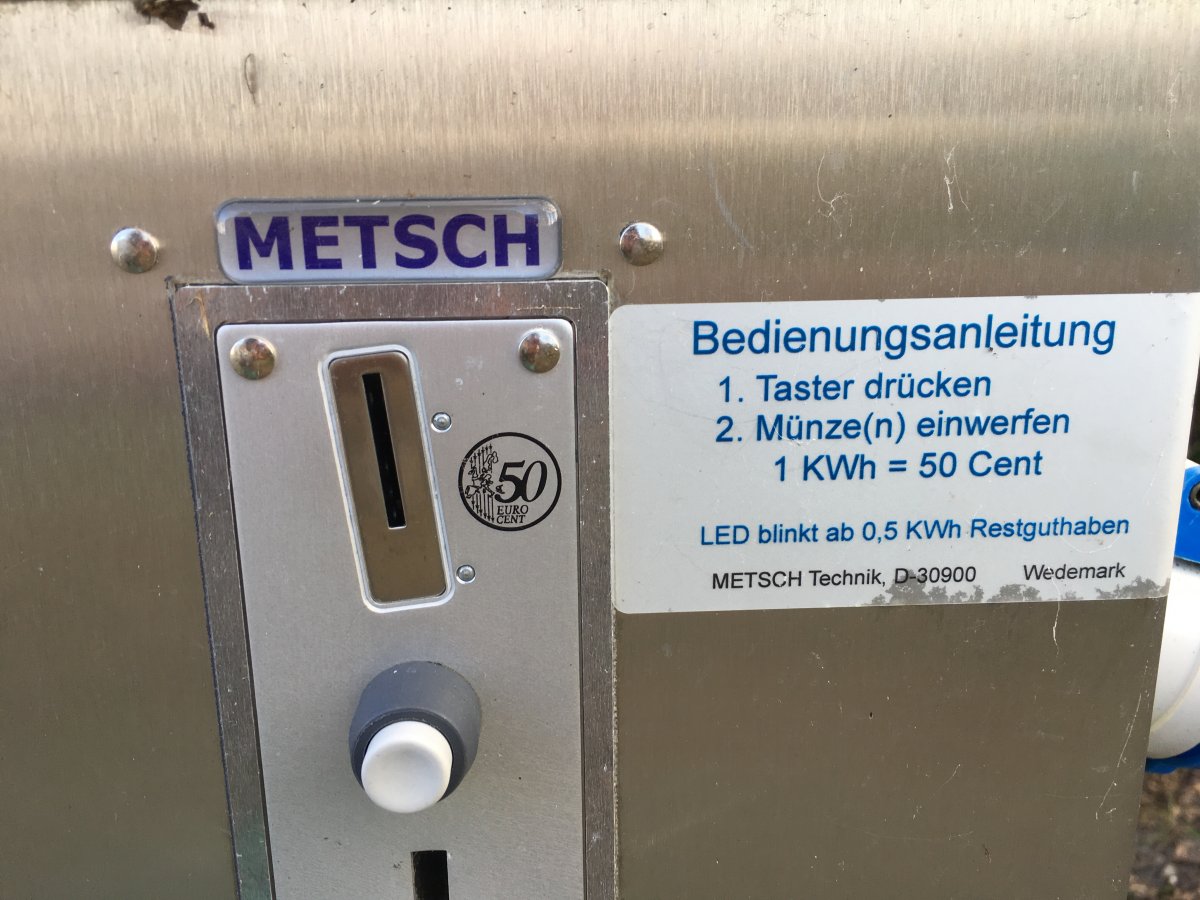 METSCH
50
EURO
CENT
Bedienungsanleitung
1. Taster drücken
2. Münze(n) einwerfen
1 KWh = 50 Cent
LED blinkt ab 0,5 KWh Restguthaben
METSCH Technik, D-30900 Wedemark